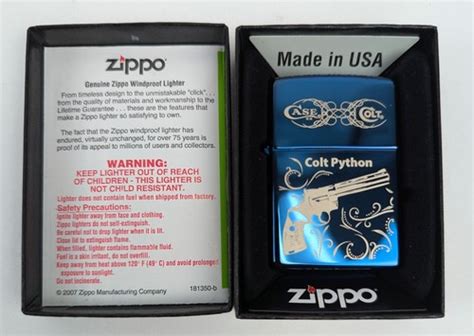 zippo
Genuine Zippo Windproof Lighter
From timeless design to the unmistakable "click". . .
from the quality of materials and workmanship to the
Lifetime Guarantee . . . these are the features that
make a Zippo lighter so satisfying to own.
The fact that the Zippo windproof lighter has
endured, virtually unchanged, for over 75 years is
proof of its appeal to millions of users and collectors.
WARNING:
KEEP LIGHTER OUT OF REACH
OF CHILDREN - THIS LIGHTER IS
NOT CHILD RESISTANT.
Lighter does not contain fuel when shipped from factory.
Safety Precautions:
Ignite lighter away from face and clothing.
Zippo lighters do not self-extinguish.
Be careful not to drop lighter when it is lit.
Close lid to extinguish flame.
When filled, lighter contains flammable fluid.
Fuel is a skin irritant, do not overfill.
Keep away from heat above 120° F (49° C) and avoid prolonged
exposure to sunlight.
Do not incinerate.
© 2007 Zippo Manufacturing Company
181350-b
Made in USA
CASE COLT
Colt Python
zippo